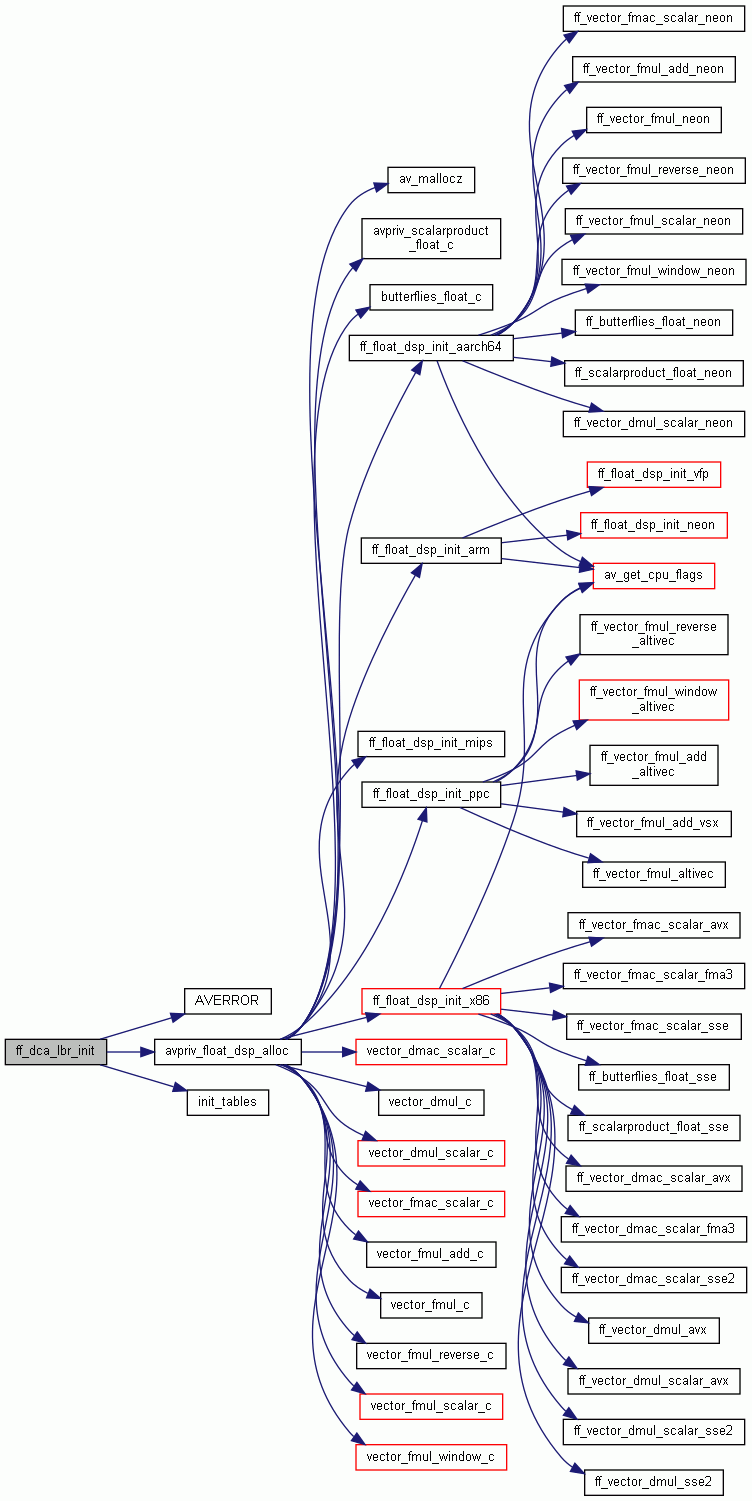 ff_vector_fmac_scalar_neon
ff_vector_fmul_add_neon
ff_vector_fmul_neon
ff_vector_fmul_reverse_neon
av_mallocz
ff_vector_fmul_scalar_neon
avpriv_scalarproduct
_float_c
ff_vector_fmul_window_neon
butterflies_float_c
ff_butterflies_float_neon
ff_float_dsp_init_aarch64
ff_scalarproduct_float_neon
ff_vector_dmul_scalar_neon
ff_float_dsp_init_vfp
ff_float_dsp_init_neon
ff_float_dsp_init_arm
av_get_cpu_flags
ff_vector_fmul_reverse
_altivec
ff_vector_fmul_window
_altivec
ff_float_dsp_init_mips
ff_vector_fmul_add
_altivec
ff_float_dsp_init_ppc
ff_vector_fmul_add_vsx
ff_vector_fmul_altivec
ff_vector_fmac_scalar_avx
ff_vector_fmac_scalar_fma3
AVERROR
ff_float_dsp_init_x86
ff_vector_fmac_scalar_sse
ff_dca_lbr_init
avpriv_float_dsp_alloc
vector_dmac_scalar_c
ff_butterflies_float_sse
init_tables
vector_dmul_c
ff_scalarproduct_float_sse
vector_dmul_scalar_c
ff_vector_dmac_scalar_avx
vector_fmac_scalar_c
ff_vector_dmac_scalar_fma3
vector_fmul_add_c
ff_vector_dmac_scalar_sse2
vector_fmul_c
ff_vector_dmul_avx
vector_fmul_reverse_c
ff_vector_dmul_scalar_avx
vector_fmul_scalar_c
ff_vector_dmul_scalar_sse2
vector_fmul_window_c
ff_vector_dmul_sse2